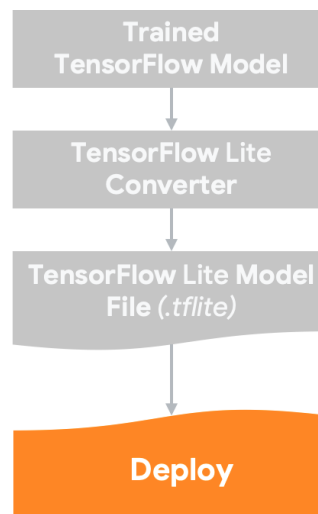 Trained
TensorFlow Model
TensorFlow Lite
Converter
TensorFlow Lite Model
File (.tflite)
Deploy